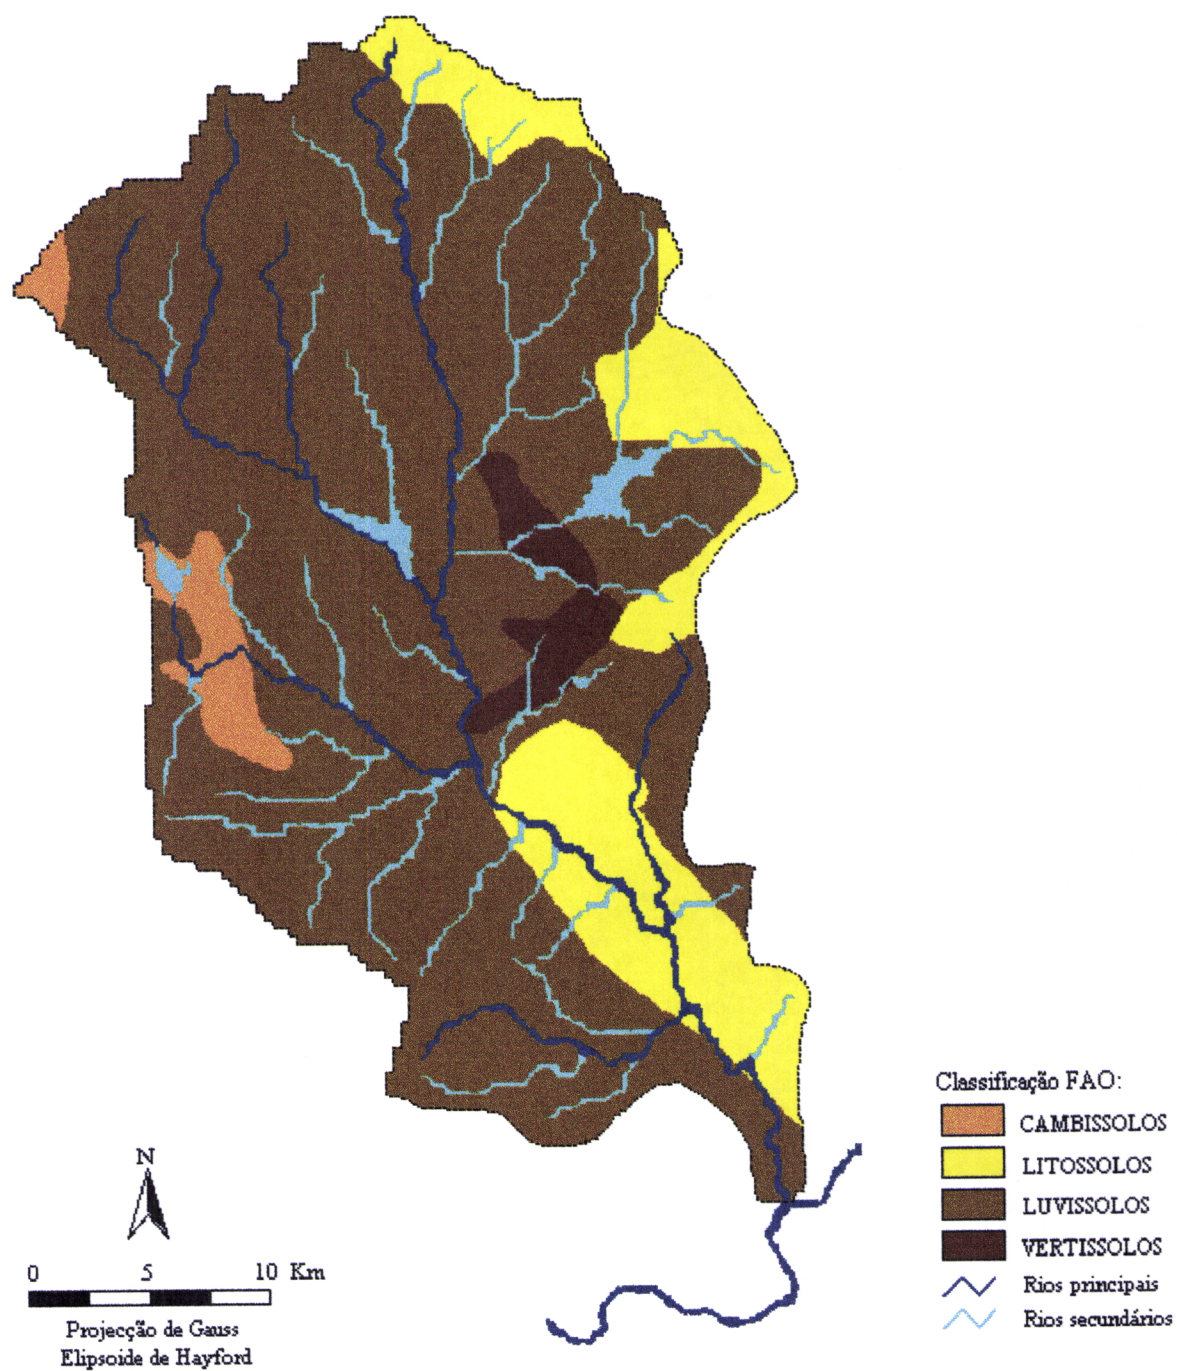 Classificação FAO:
CAMBISSOLOS
LITOSSOLOS
LUVISSOLOS
VERTISSOLOS
Rios principais
Rios secundários
N
0 5 10 Km
Projecção de Gauss
Elipsoide de Hayford